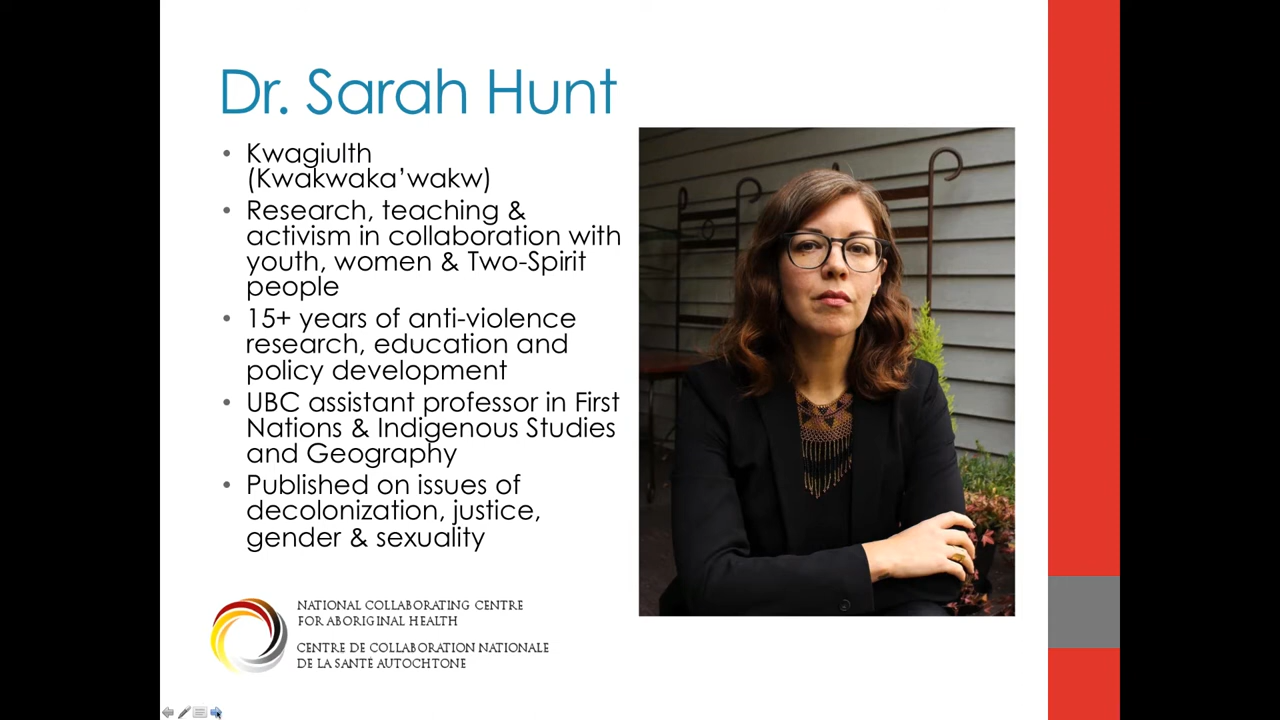 Dr. Sarah Hunt
• Kwagiulth
(Kwakwaka’wakw)
• Research, teaching &
activism in collaboration with
youth, women & Two-Spirit
people
• 15+ years of anti-violence
research, education and
policy development
• UBC assistant professor in First
Nations & Indigenous Studies
and Geography
• Published on issues of
decolonization, justice,
gender & sexuality
NATIONAL COLLABORATING CENTRE
FOR ABORIGINAL HEALTH
CENTRE DE COLLABORATION NATIONALE
DE LA SANTÉ AUTOCHTONE